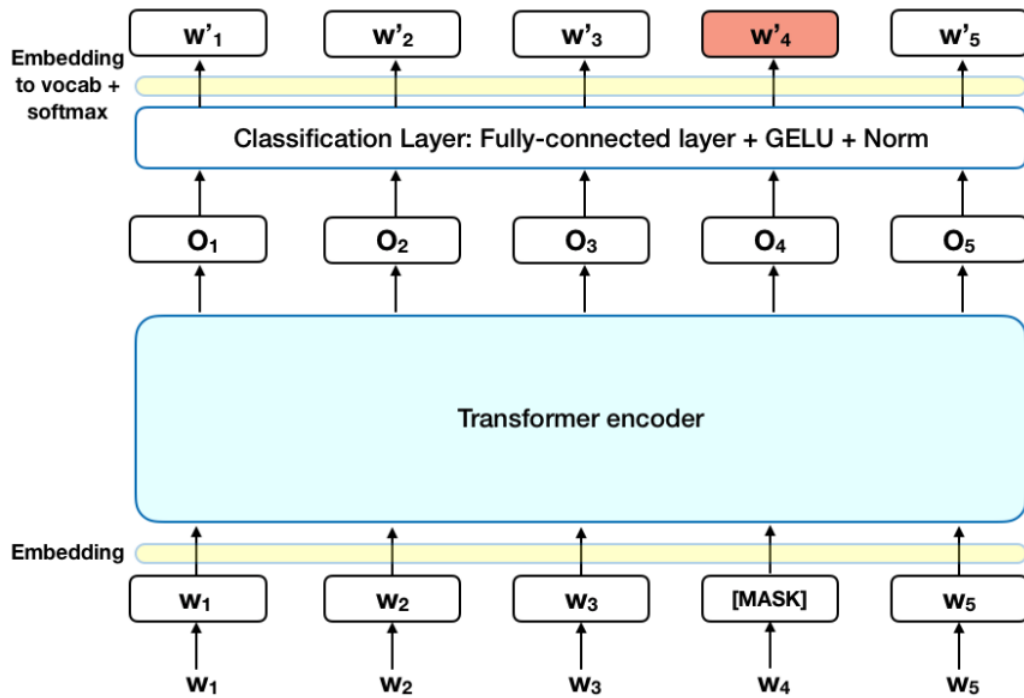 w’₁ w’₂ w’₃ w’₄ w’₅
Embedding
to vocab +
softmax
Classification Layer: Fully-connected layer + GELU + Norm
O₁ O₂ O₃ O₄ O₅
Transformer encoder
Embedding
w₁ w₂ w₃ [MASK] w₅
w₁ w₂ w₃ w₄ w₅